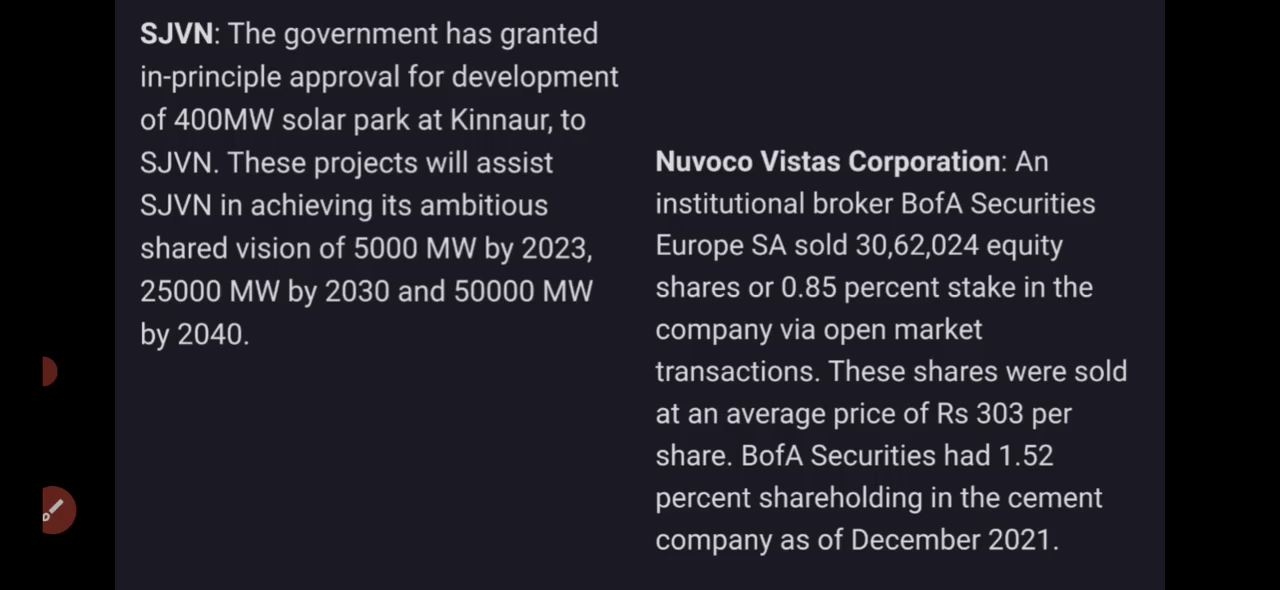 SJVN: The government has granted
in-principle approval for development
of 400MW solar park at Kinnaur, to
SJVN. These projects will assist
SJVN in achieving its ambitious
shared vision of 5000 MW by 2023,
25000 MW by 2030 and 50000 MW
by 2040.
Nuvoco Vistas Corporation: An
institutional broker BofA Securities
Europe SA sold 30,62,024 equity
shares or 0.85 percent stake in the
company via open market
transactions. These shares were sold
at an average price of Rs 303 per
share. BofA Securities had 1.52
percent shareholding in the cement
company as of December 2021.